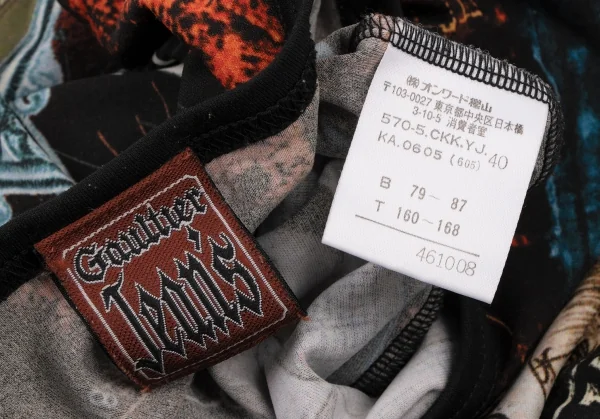 Gaultier
Jean's
㈱オンワード樫山
〒103-0027 東京都中央区日本橋
3-10-5 消費者室
570-5.CKK.YJ. 40
KA.0605 (605)
B 79 – 87
T 160 – 168
461008